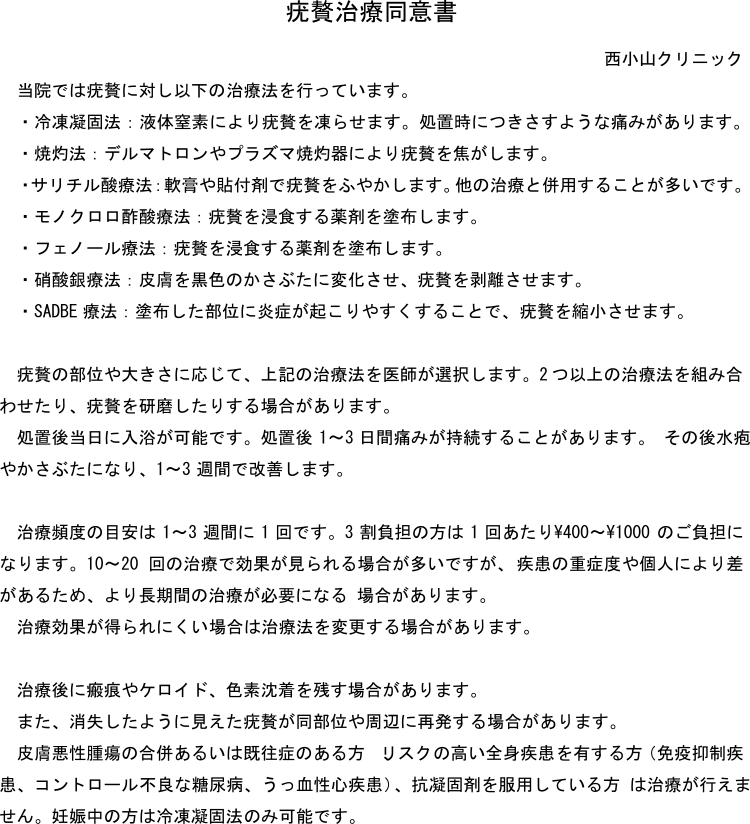 疣贅治療同意書
西小山クリニック
当院では疣贅に対し以下の治療法を行っています。
・冷凍凝固法：液体窒素により疣贅を凍らせます。処置時につきさすような痛みがあります。
・焼灼法：デルマトロンやプラズマ焼灼器により疣贅を焦がします。
・サリチル酸療法：軟膏や貼付剤で疣贅をふやかします。他の治療と併用することが多いです。
・モノクロロ酢酸療法：疣贅を浸食する薬剤を塗布します。
・フェノール療法：疣贅を浸食する薬剤を塗布します。
・硝酸銀療法：皮膚を黒色のかさぶたに変化させ、疣贅を剥離させます。
・SADBE 療法：塗布した部位に炎症が起こりやすくすることで、疣贅を縮小させます。
疣贅の部位や大きさに応じて、上記の治療法を医師が選択します。2 つ以上の治療法を組み合
わせたり、疣贅を研磨したりする場合があります。
処置後当日に入浴が可能です。処置後 1〜3 日間痛みが持続することがあります。 その後水疱
やかさぶたになり、1〜3 週間で改善します。
治療頻度の目安は 1〜3 週間に 1 回です。3 割負担の方は 1 回あたり¥400〜¥1000 のご負担に
なります。10〜20 回の治療で効果が見られる場合が多いですが、疾患の重症度や個人により差
があるため、より長期間の治療が必要になる 場合があります。
治療効果が得られにくい場合は治療法を変更する場合があります。
治療後に瘢痕やケロイド、色素沈着を残す場合があります。
また、消失したように見えた疣贅が同部位や周辺に再発する場合があります。
皮膚悪性腫瘍の合併あるいは既往症のある方　リスクの高い全身疾患を有する方（免疫抑制疾
患、コントロール不良な糖尿病、うっ血性心疾患）、抗凝固剤を服用している方 は治療が行えま
せん。妊娠中の方は冷凍凝固法のみ可能です。